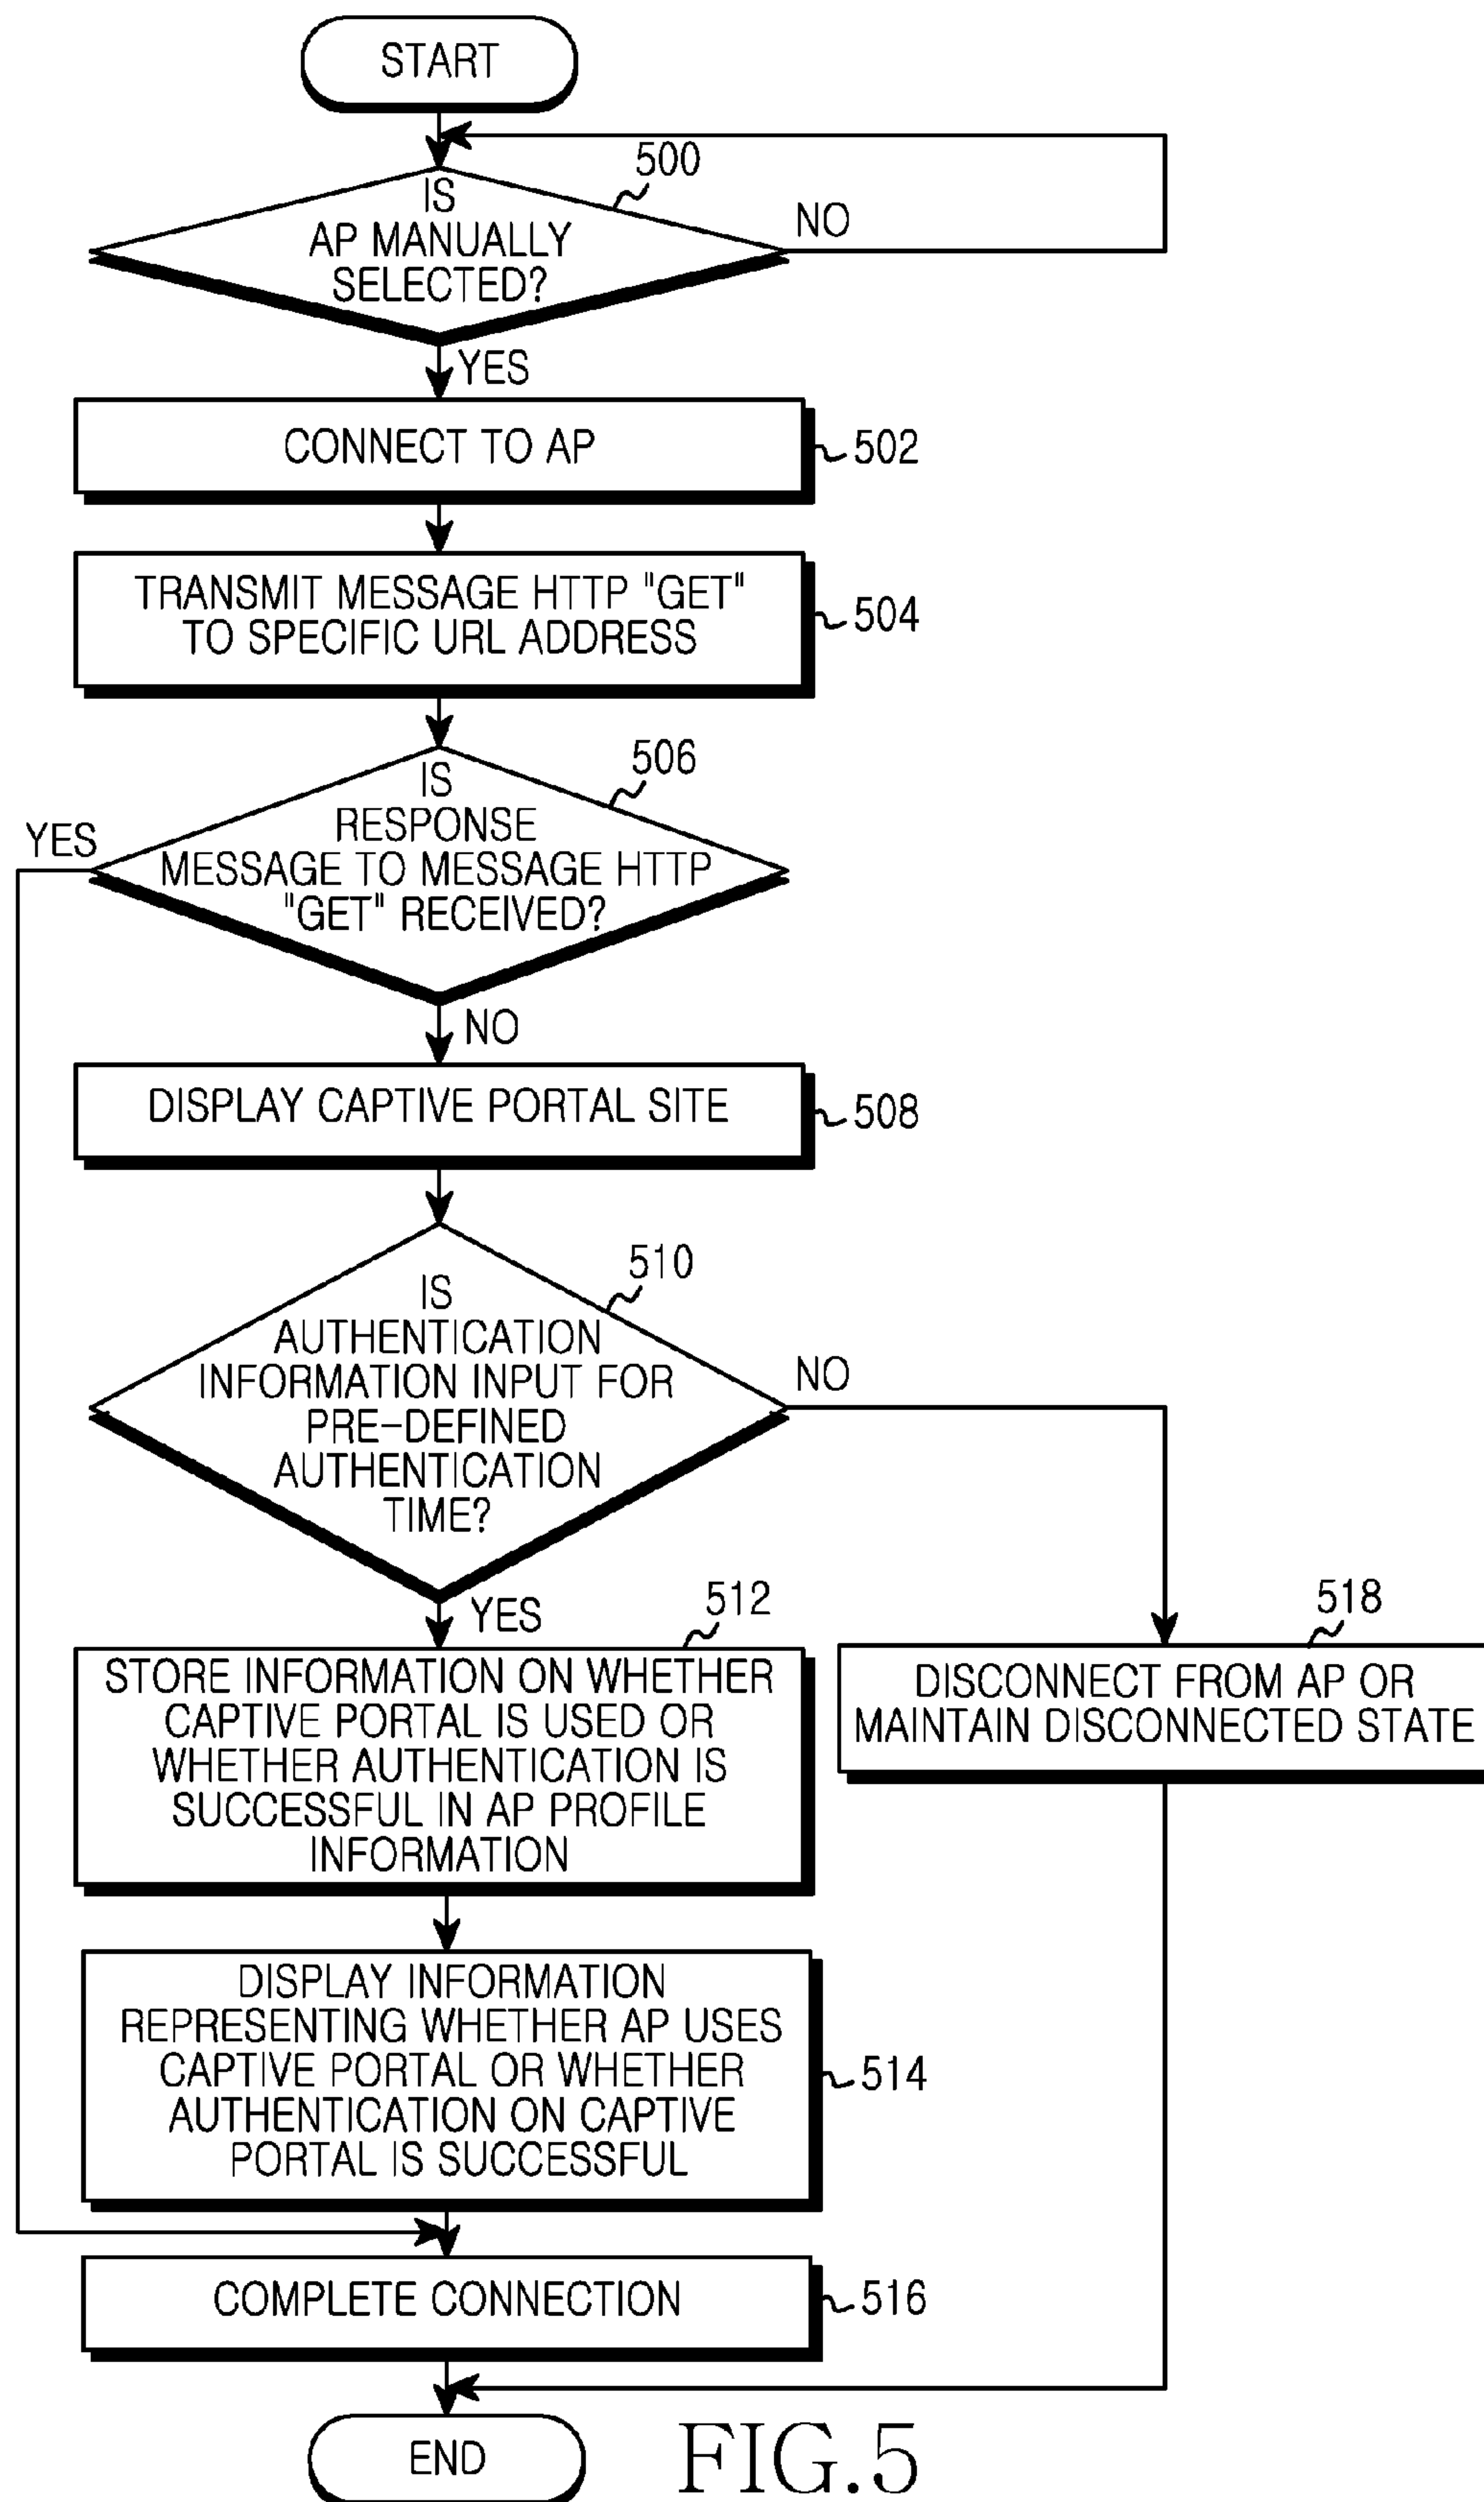 START
500
IS
AP MANUALLY
SELECTED?
NO
YES
CONNECT TO AP
502
TRANSMIT MESSAGE HTTP "GET"
TO SPECIFIC URL ADDRESS
504
506
IS
RESPONSE
MESSAGE TO MESSAGE HTTP
"GET" RECEIVED?
YES
NO
DISPLAY CAPTIVE PORTAL SITE
508
510
IS
AUTHENTICATION
INFORMATION INPUT FOR
PRE-DEFINED
AUTHENTICATION
TIME?
NO
YES
512
STORE INFORMATION ON WHETHER
CAPTIVE PORTAL IS USED OR
WHETHER AUTHENTICATION IS
SUCCESSFUL IN AP PROFILE
INFORMATION
518
DISCONNECT FROM AP OR
MAINTAIN DISCONNECTED STATE
DISPLAY INFORMATION
REPRESENTING WHETHER AP USES
CAPTIVE PORTAL OR WHETHER
AUTHENTICATION ON CAPTIVE
PORTAL IS SUCCESSFUL
514
COMPLETE CONNECTION
516
END
FIG.5